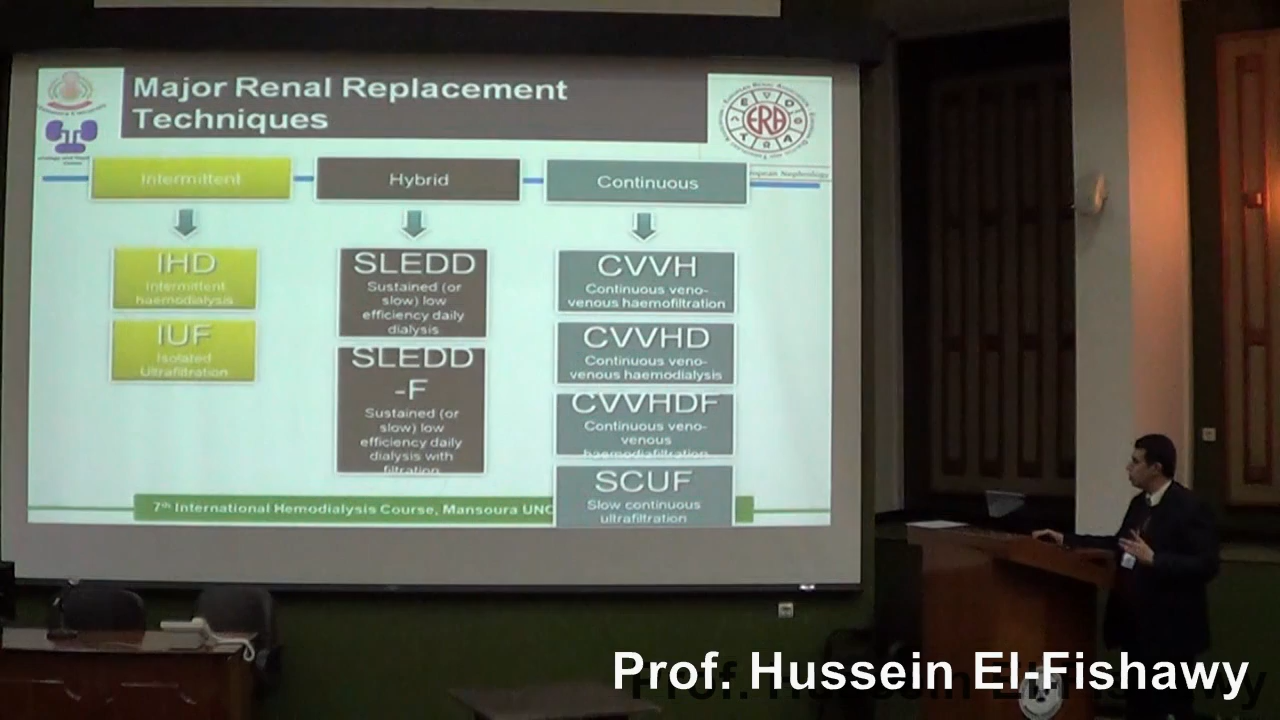 Major Renal Replacement
Techniques
ERA
Intermittent
Hybrid
Continuous
IHD
Intermittent
haemodialysis
IUF
Isolated
Ultrafiltration
SLEDD
Sustained (or
slow) low
efficiency daily
dialysis
SLEDD
-F
Sustained (or
slow) low
efficiency daily
dialysis with
filtration
CVVH
Continuous veno-
venous haemofiltration
CVVHD
Continuous veno-
venous haemodialysis
CVVHDF
Continuous veno-
venous
haemodiafiltration
SCUF
Slow continuous
ultrafiltration
7th International Hemodialysis Course, Mansoura UNC
Prof. Hussein El-Fishawy